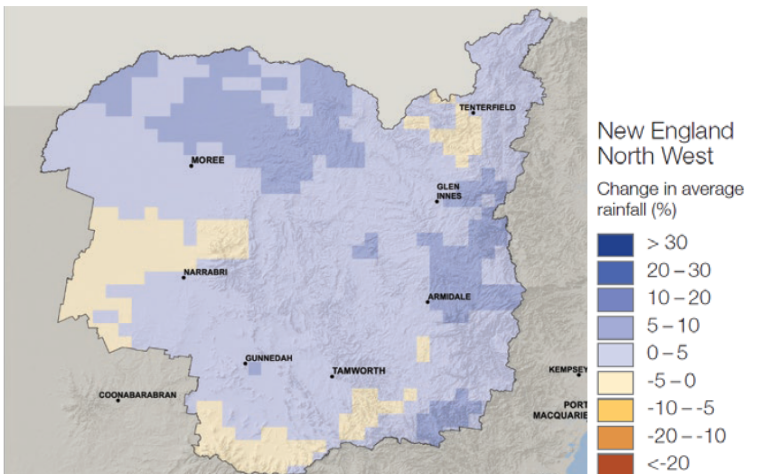 TENTERFIELD
MOREE
GLEN
INNES
NARRABRI
ARMIDALE
GUNNEDAH
TAMWORTH
COONABARABRAN
KEMPSEY
PORT
MACQUARIE
New England
North West
Change in average
rainfall (%)
> 30
20 – 30
10 – 20
5 – 10
0 – 5
-5 – 0
-10 – -5
-20 – -10
<-20